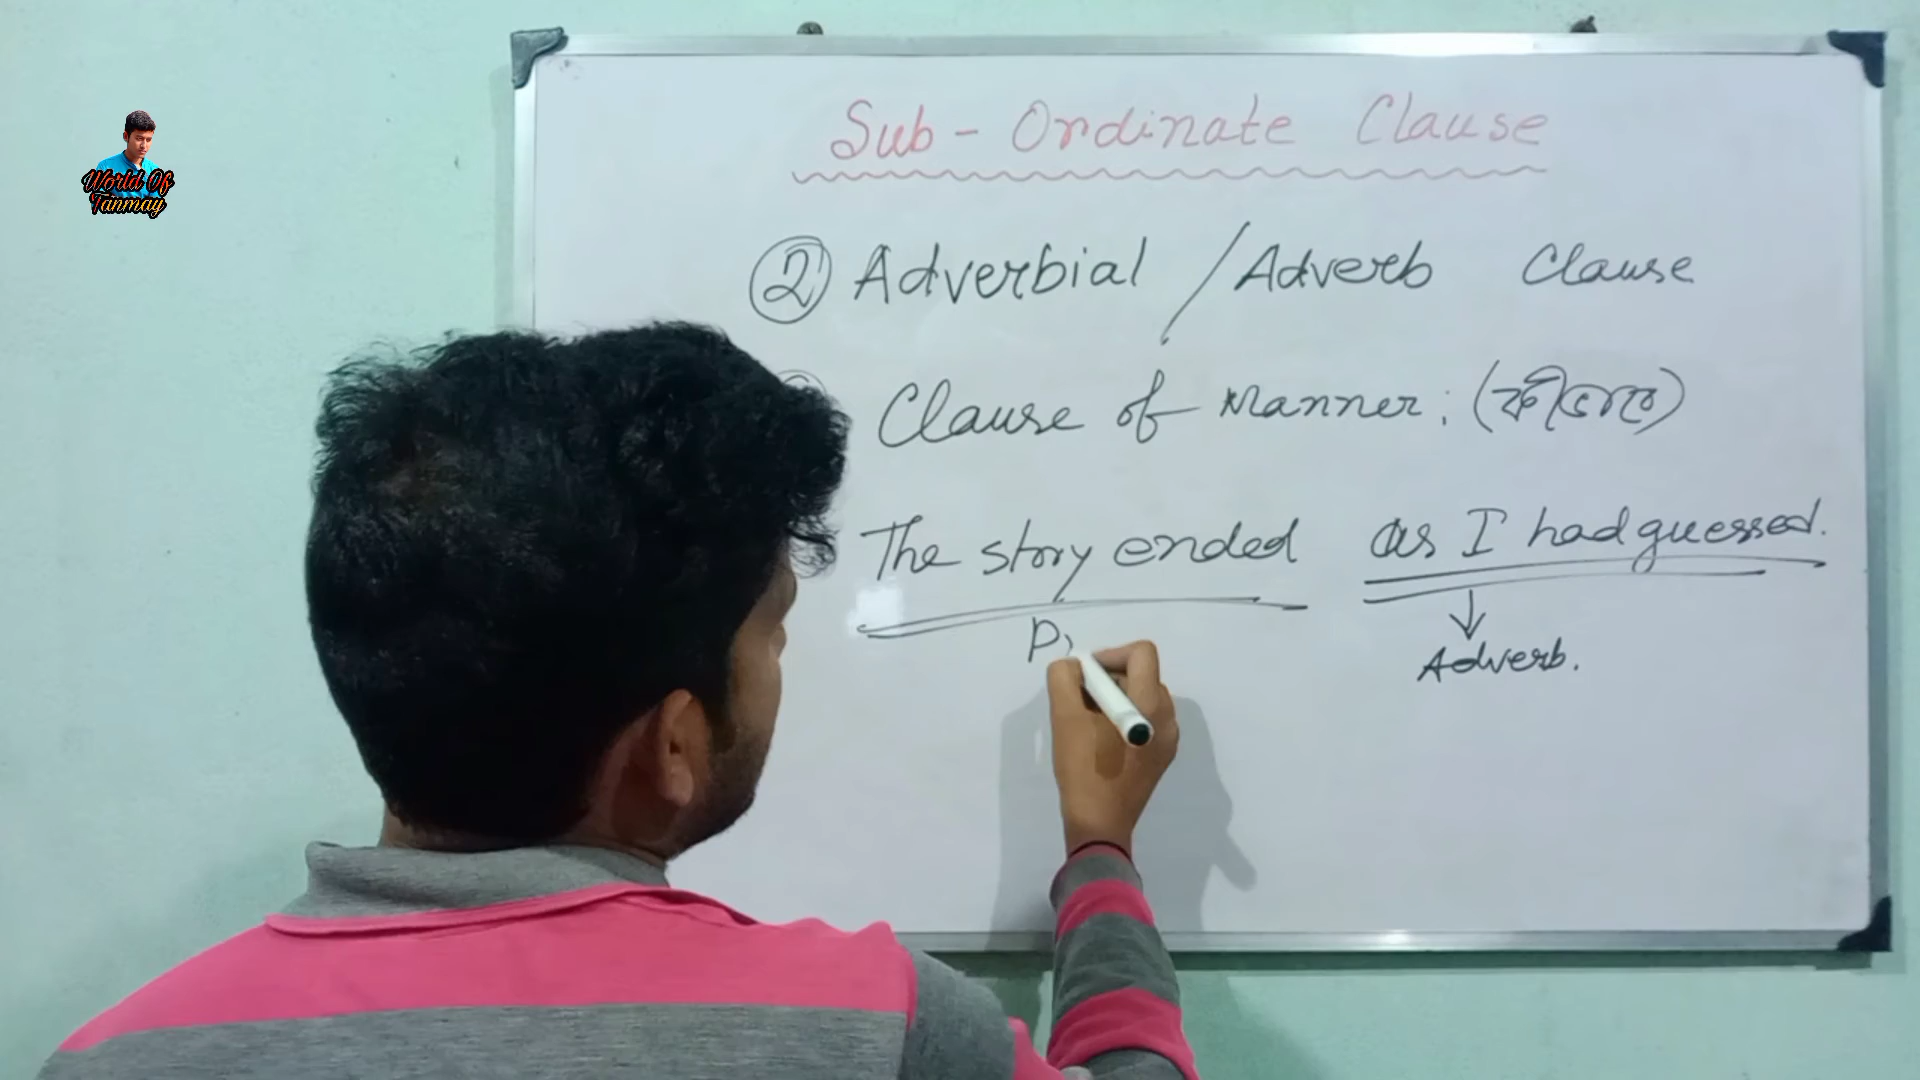 World Of
Tanmay
Sub-Ordinate Clause
② Adverbial / Adverb Clause
Clause of Manner: (কীভাবে)
The story ended as I had guessed.
Adverb.